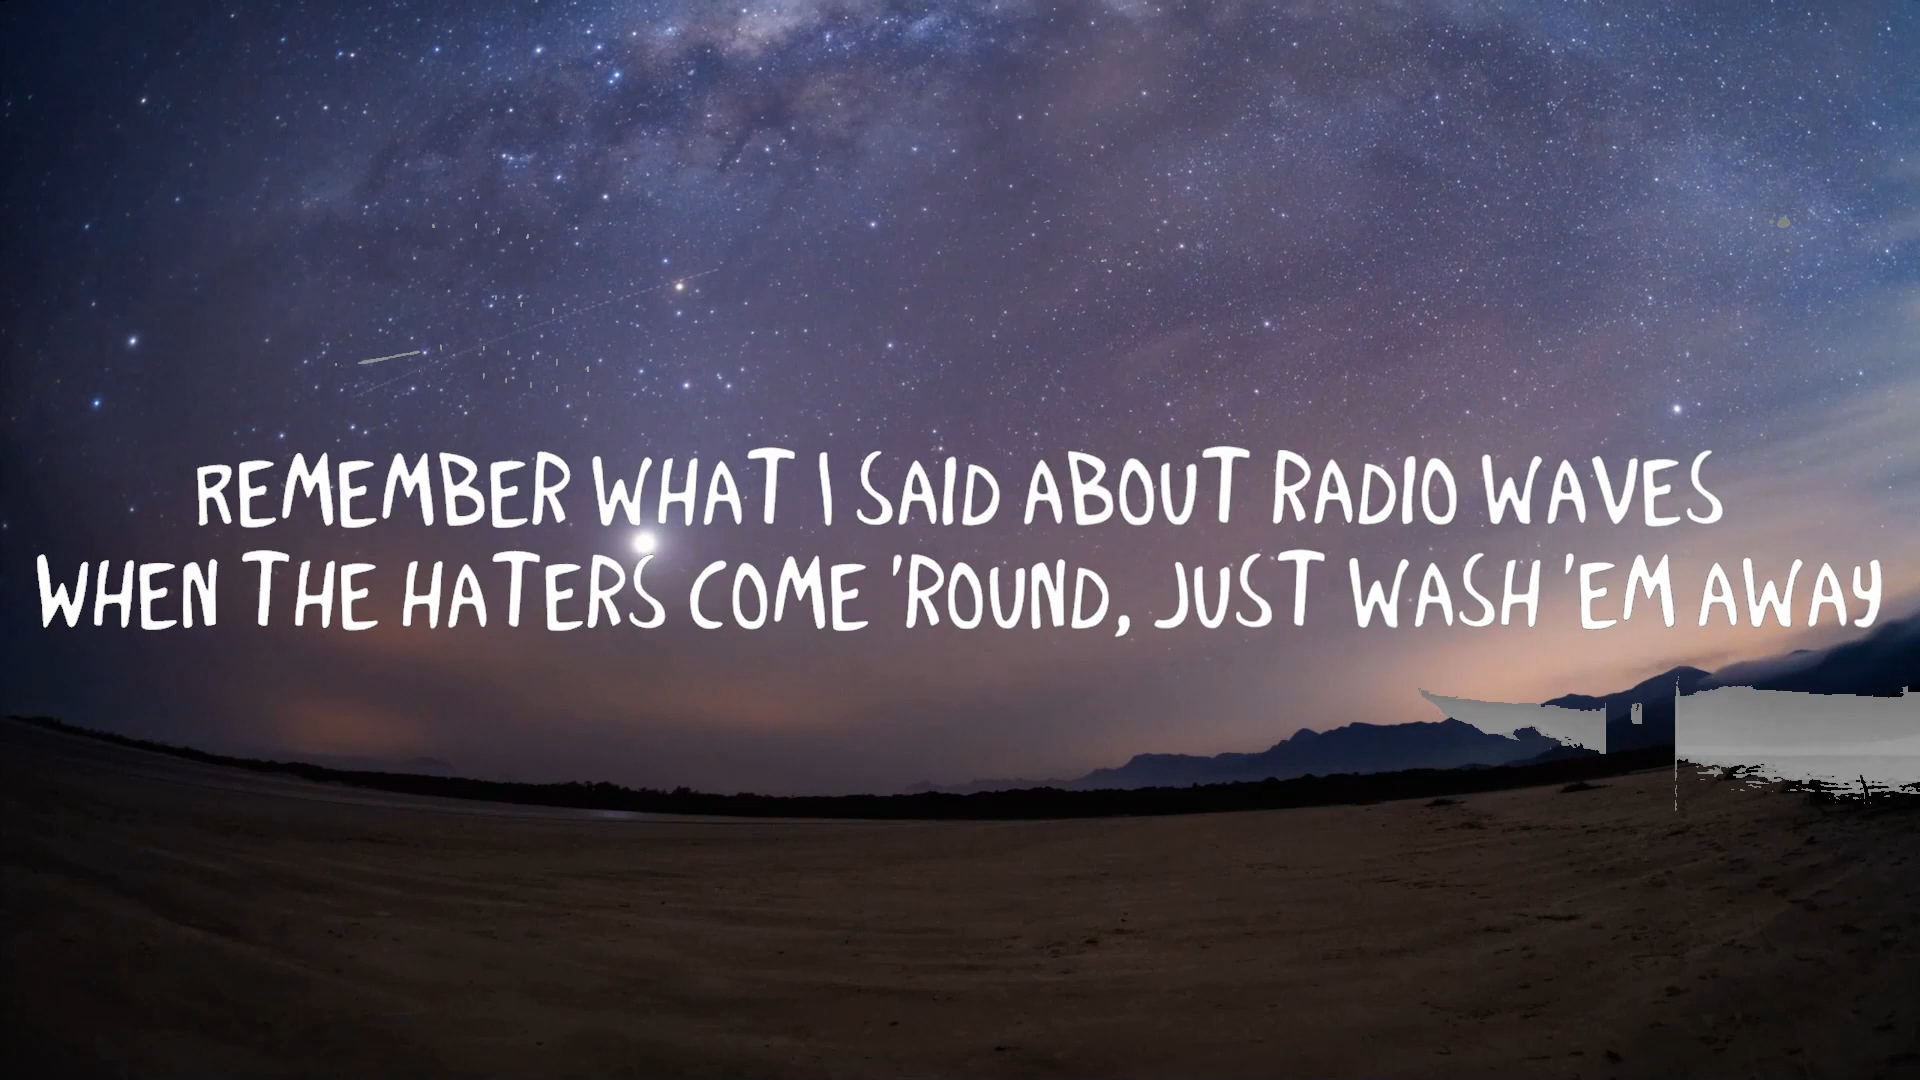 REMEMBER WHAT I SAID ABOUT RADIO WAVES
WHEN THE HATERS COME 'ROUND, JUST WASH 'EM AWAY